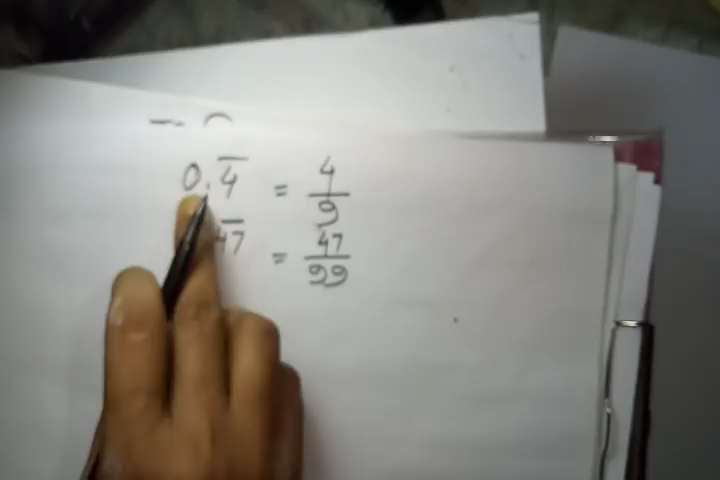 0.4̅ = 4/9
47̅ = 47/99